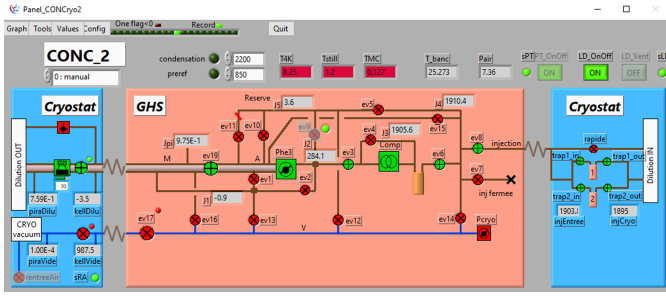 Panel_CONCryo2
Graph Tools Values Config One flag<0 Record Quit
CONC_2
0 : manual
condensation 2200
preref 850
T4K Tstill TMC T_banc Pair sPT PT_OnOff LD_OnOff LD_Vent sLI
3.25 1.2 0.127 25,273 7.36 ON ON OFF
Cryostat GHS Cryostat
Reserve J5 3.6
ev5 J4 1910.4
ev11 ev10 ev9 ev15
Jpi 9.75E-1
J2 284.1
ev4 J3 1905.6
ev8 injection
rapide
M ev19 A Phe3 ev3 Comp ev6
trap1_in trap1_out
1
ev1 ev2 ev7 inj fermee
70
7.59E-1 -3.5
piraDilu kellDilu
J1 -0.9
trap2_in trap2_out
2
1903.i 1895
injEntree injCryo
CRYO
vacuum
ev17 ev16 ev13 V ev12 ev14 Pcryo
1.00E-4 987.5
piraVide kellVide
rentreeAir sRA
Dilution OUT
Dilution IN